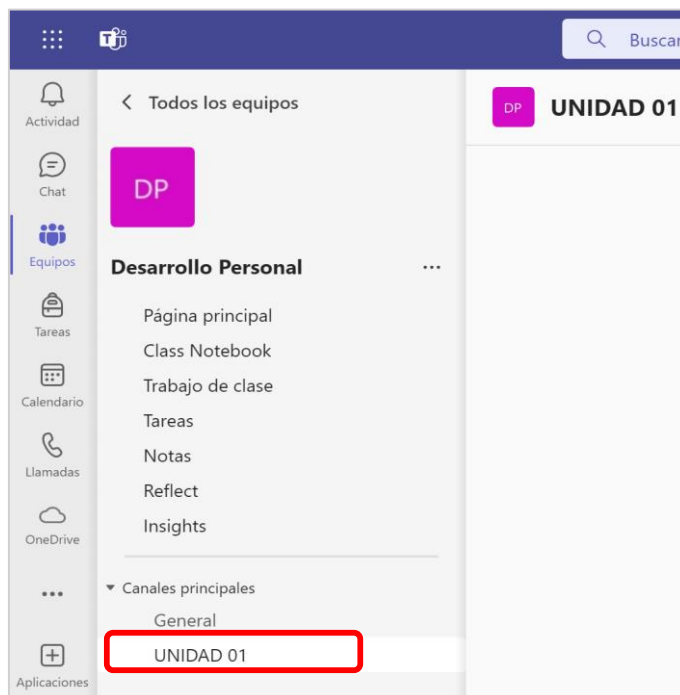 Buscar
Actividad
Chat
Equipos
Tareas
Calendario
Llamadas
OneDrive
Aplicaciones
Todos los equipos
DP
Desarrollo Personal
Página principal
Class Notebook
Trabajo de clase
Tareas
Notas
Reflect
Insights
Canales principales
General
UNIDAD 01
DP UNIDAD 01